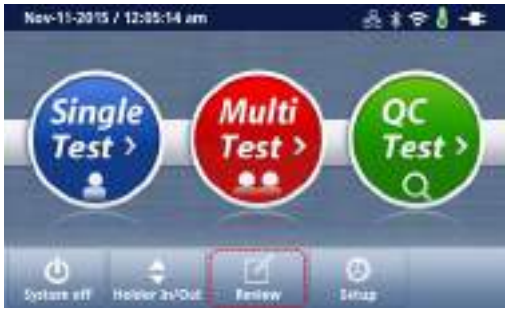 Nov-11-2015 / 12:05:14 am
Single
Test >
Multi
Test >
QC
Test >
System off
Holder In/Out
Review
Setup